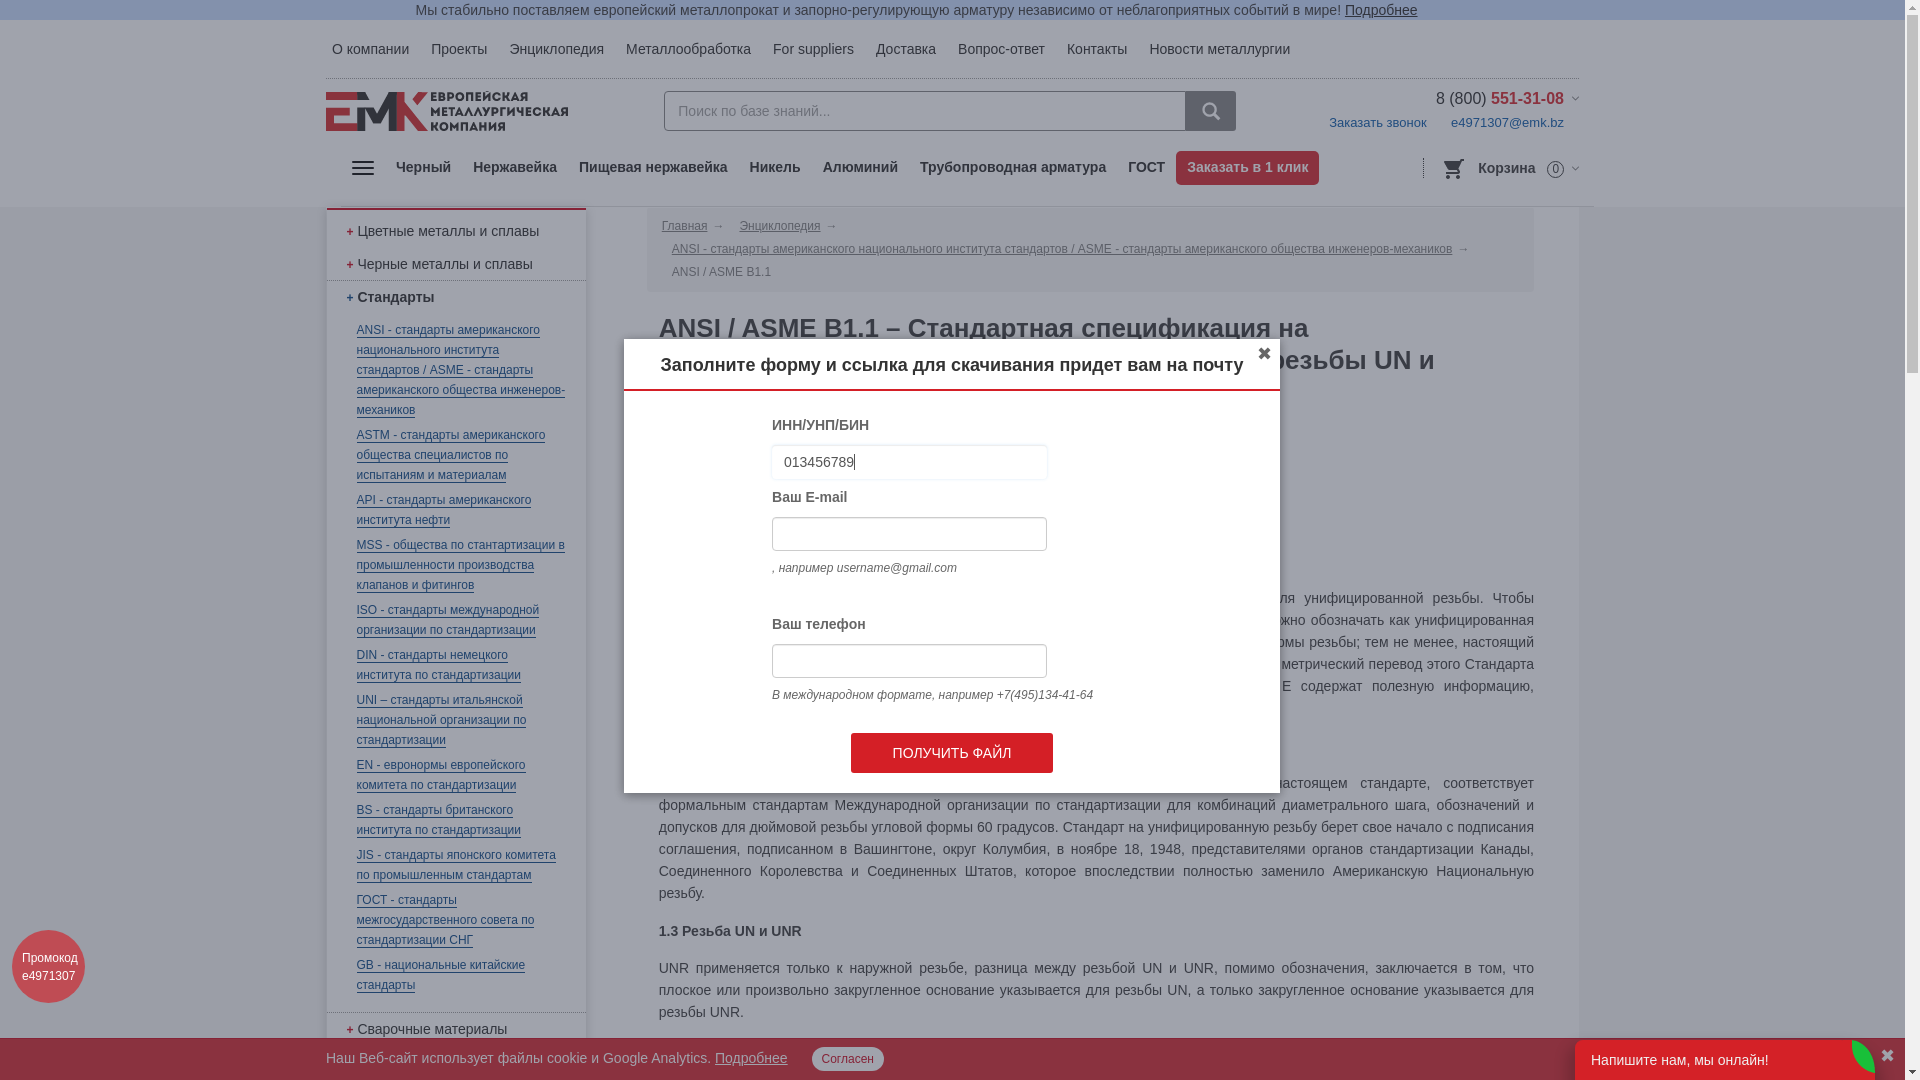 Мы стабильно поставляем европейский металлопрокат и запорно-регулирующую арматуру независимо от неблагоприятных событий в мире! Подробнее
О компании Проекты Энциклопедия Металлообработка For suppliers Доставка Вопрос-ответ Контакты Новости металлургии
EMK ЕВРОПЕЙСКАЯ
МЕТАЛЛУРГИЧЕСКАЯ
КОМПАНИЯ
Поиск по базе знаний...
8 (800) 551-31-08
Заказать звонок e4971307@emk.bz
Черный Нержавейка Пищевая нержавейка Никель Алюминий Трубопроводная арматура ГОСТ Заказать в 1 клик
Корзина 0
+ Цветные металлы и сплавы
+ Черные металлы и сплавы
+ Стандарты
ANSI - стандарты американского
национального института
стандартов / ASME - стандарты
американского общества инженеров-
механиков
ASTM - стандарты американского
общества специалистов по
испытаниям и материалам
API - стандарты американского
института нефти
MSS - общества по стантартизации в
промышленности производства
клапанов и фитингов
ISO - стандарты международной
организации по стандартизации
DIN - стандарты немецкого
института по стандартизации
UNI – стандарты итальянской
национальной организации по
стандартизации
EN - евронормы европейского
комитета по стандартизации
BS - стандарты британского
института по стандартизации
JIS - стандарты японского комитета
по промышленным стандартам
ГОСТ - стандарты
межгосударственного совета по
стандартизации СНГ
GB - национальные китайские
стандарты
+ Сварочные материалы
Главная → Энциклопедия →
ANSI - стандарты американского национального института стандартов / ASME - стандарты американского общества инженеров-механиков →
ANSI / ASME B1.1
ANSI / ASME B1.1 – Стандартная спецификация на
резьбы UN и
Заполните форму и ссылка для скачивания придет вам на почту
✖
ИНН/УНП/БИН
013456789
Ваш E-mail
, например username@gmail.com
Ваш телефон
В международном формате, например +7(495)134-41-64
ПОЛУЧИТЬ ФАЙЛ
унифицированной резьбы. Чтобы
обозначать как унифицированная
резьбы; тем не менее, настоящий
метрический перевод этого Стандарта
E содержат полезную информацию,
стандарте, соответствует
формальным стандартам Международной организации по стандартизации для комбинаций диаметрального шага, обозначений и
допусков для дюймовой резьбы угловой формы 60 градусов. Стандарт на унифицированную резьбу берет свое начало с подписания
соглашения, подписанном в Вашингтоне, округ Колумбия, в ноябре 18, 1948, представителями органов стандартизации Канады,
Соединенного Королевства и Соединенных Штатов, которое впоследствии полностью заменило Американскую Национальную
резьбу.
1.3 Резьба UN и UNR
UNR применяется только к наружной резьбе, разница между резьбой UN и UNR, помимо обозначения, заключается в том, что
плоское или произвольно закругленное основание указывается для резьбы UN, а только закругленное основание указывается для
резьбы UNR.
Промокод
e4971307
Наш Веб-сайт использует файлы cookie и Google Analytics. Подробнее Согласен
Напишите нам, мы онлайн!
✖